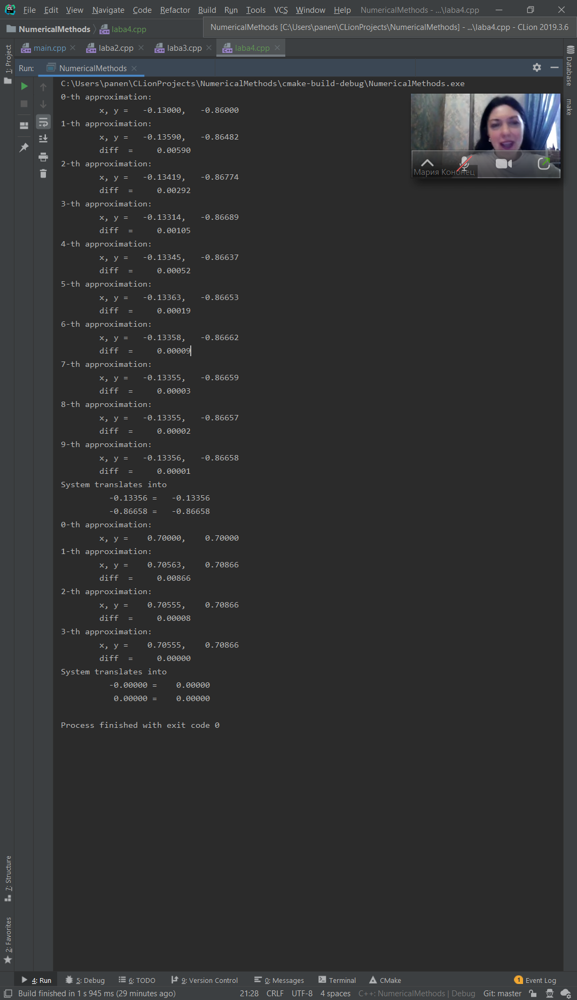 File Edit View Navigate Code Refactor Build Run Tools VCS Window Help NumericalMethods - ...\laba4.cpp
NumericalMethods laba4.cpp
NumericalMethods [C:\Users\panen\CLionProjects\NumericalMethods] - ...\laba4.cpp - CLion 2019.3.6
main.cpp laba2.cpp laba3.cpp laba4.cpp
Run: NumericalMethods
1: Project
Database
make
C:\Users\panen\CLionProjects\NumericalMethods\cmake-build-debug\NumericalMethods.exe
0-th approximation:
x, y = -0.13000, -0.86000
1-th approximation:
x, y = -0.13590, -0.86482
diff = 0.00590
2-th approximation:
x, y = -0.13419, -0.86774
diff = 0.00292
3-th approximation:
x, y = -0.13314, -0.86689
diff = 0.00105
4-th approximation:
x, y = -0.13345, -0.86637
diff = 0.00052
5-th approximation:
x, y = -0.13363, -0.86653
diff = 0.00019
6-th approximation:
x, y = -0.13358, -0.86662
diff = 0.00009
7-th approximation:
x, y = -0.13355, -0.86659
diff = 0.00003
8-th approximation:
x, y = -0.13355, -0.86657
diff = 0.00002
9-th approximation:
x, y = -0.13356, -0.86658
diff = 0.00001
System translates into
-0.13356 = -0.13356
-0.86658 = -0.86658
0-th approximation:
x, y = 0.70000, 0.70000
1-th approximation:
x, y = 0.70563, 0.70866
diff = 0.00866
2-th approximation:
x, y = 0.70555, 0.70866
diff = 0.00008
3-th approximation:
x, y = 0.70555, 0.70866
diff = 0.00000
System translates into
-0.00000 = 0.00000
0.00000 = 0.00000
Process finished with exit code 0
Мария Кононец
7: Structure
2: Favorites
4: Run 5: Debug 6: TODO 9: Version Control 0: Messages Terminal CMake 1 Event Log
Build finished in 1 s 945 ms (29 minutes ago) 21:28 CRLF UTF-8 4 spaces C++: NumericalMethods | Debug Git: master